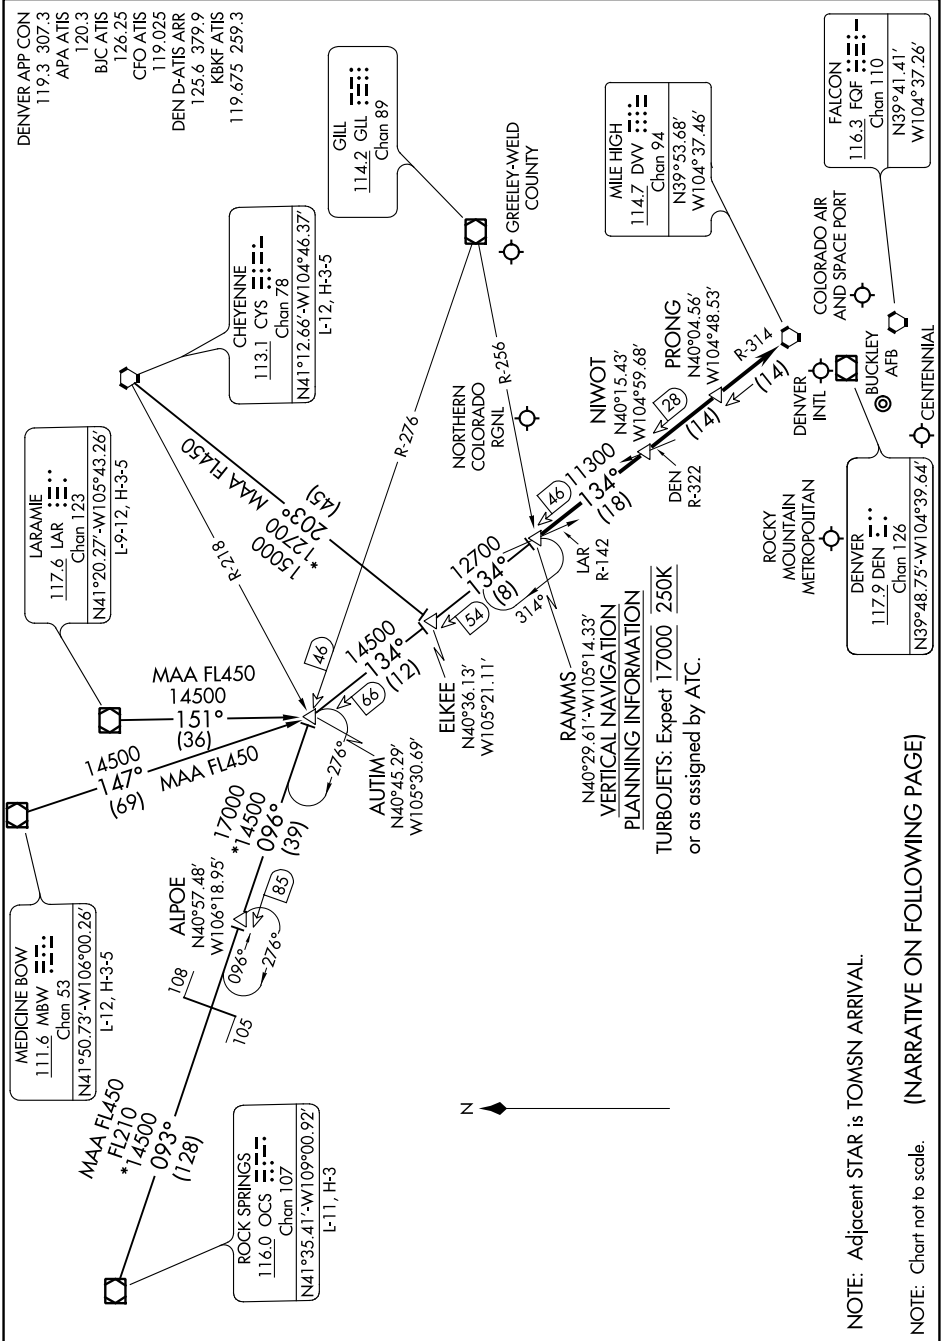 DENVER APP CON
119.3 307.3
APA ATIS
120.3
BJC ATIS
126.25
CFO ATIS
119.025
DEN D-ATIS ARR
125.6 379.9
KBKF ATIS
119.675 259.3
GILL
114.2 GLL
Chan 89
FALCON
116.3 FQF
Chan 110
N39°41.41'
W104°37.26'
MILE HIGH
114.7 DVV
Chan 94
N39°53.68'
W104°37.46'
CHEYENNE
113.1 CYS
Chan 78
N41°12.66'-W104°46.37'
L-12, H-3-5
GREELEY-WELD
COUNTY
COLORADO AIR
AND SPACE PORT
LARAMIE
117.6 LAR
Chan 123
N41°20.27'-W105°43.26'
L-9-12, H-3-5
MAA FL450
15000
*12700
203°
(45)
R-218
R-276
R-256
NORTHERN
COLORADO
RGNL
NIWOT
N40°15.43'
W104°59.68'
PRONG
N40°04.56'
W104°48.53'
R-314
(14)
28
(14)
DEN
R-322
DENVER
INTL
BUCKLEY
AFB
CENTENNIAL
DENVER
117.9 DEN
Chan 126
N39°48.75'-W104°39.64'
ROCKY
MOUNTAIN
METROPOLITAN
46
11300
134°
(18)
LAR
R-142
12700
134°
(8)
314°
54
RAMMS
N40°29.61'-W105°14.33'
ELKEE
N40°36.13'
W105°21.11'
46
14500
134°
(12)
66
AUTIM
N40°45.29'
W105°30.69'
276°
MAA FL450
14500
151°
(36)
14500
147°
(69)
MAA FL450
MEDICINE BOW
111.6 MBW
Chan 53
N41°50.73'-W106°00.26'
L-12, H-3-5
17000
*14500
096°
(39)
ALPOE
N40°57.48'
W106°18.95'
85
096°
276°
108
105
MAA FL450
FL210
*14500
093°
(128)
ROCK SPRINGS
116.0 OCS
Chan 107
N41°35.41'-W109°00.92'
L-11, H-3
VERTICAL NAVIGATION
PLANNING INFORMATION
TURBOJETS: Expect 17000 250K
or as assigned by ATC.
N
NOTE: Adjacent STAR is TOMSN ARRIVAL.
NOTE: Chart not to scale.
(NARRATIVE ON FOLLOWING PAGE)